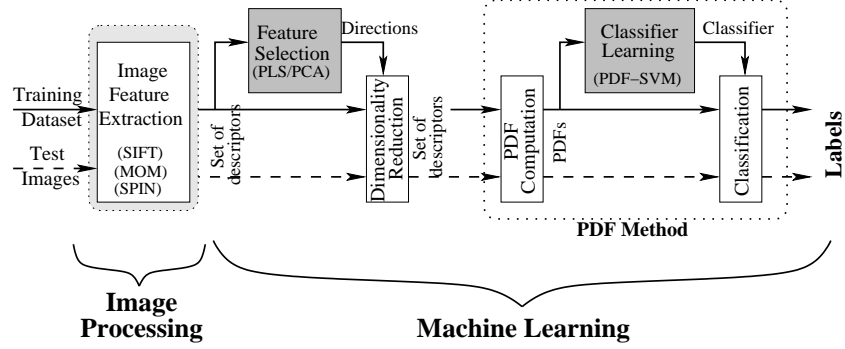 Training
Dataset
Test
Images
Image
Feature
Extraction
(SIFT)
(MOM)
(SPIN)
Set of
descriptors
Feature
Selection
(PLS/PCA)
Directions
Dimensionality
Reduction
Set of
descriptors
PDF
Computation
PDFs
Classifier
Learning
(PDF−SVM)
Classifier
Classification
Labels
PDF Method
Image
Processing
Machine Learning